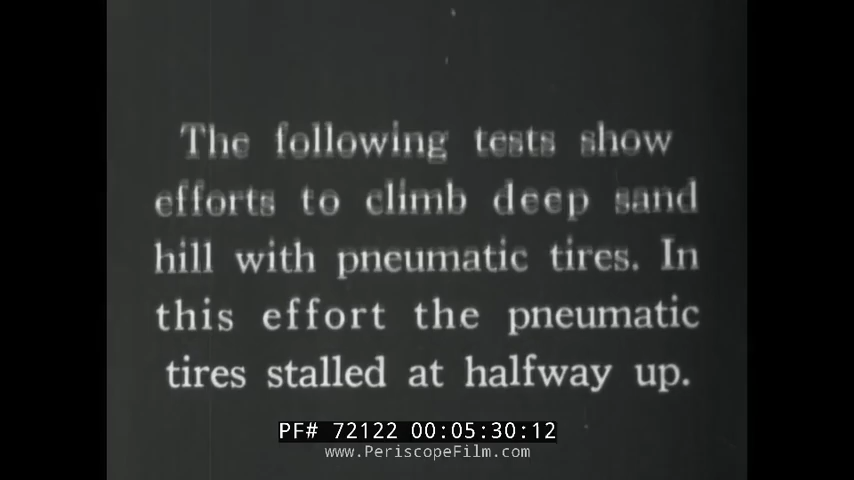 The following tests show
efforts to climb deep sand
hill with pneumatic tires. In
this effort the pneumatic
tires stalled at halfway up.
PF# 72122 00:05:30:12
www.PeriscopeFilm.com